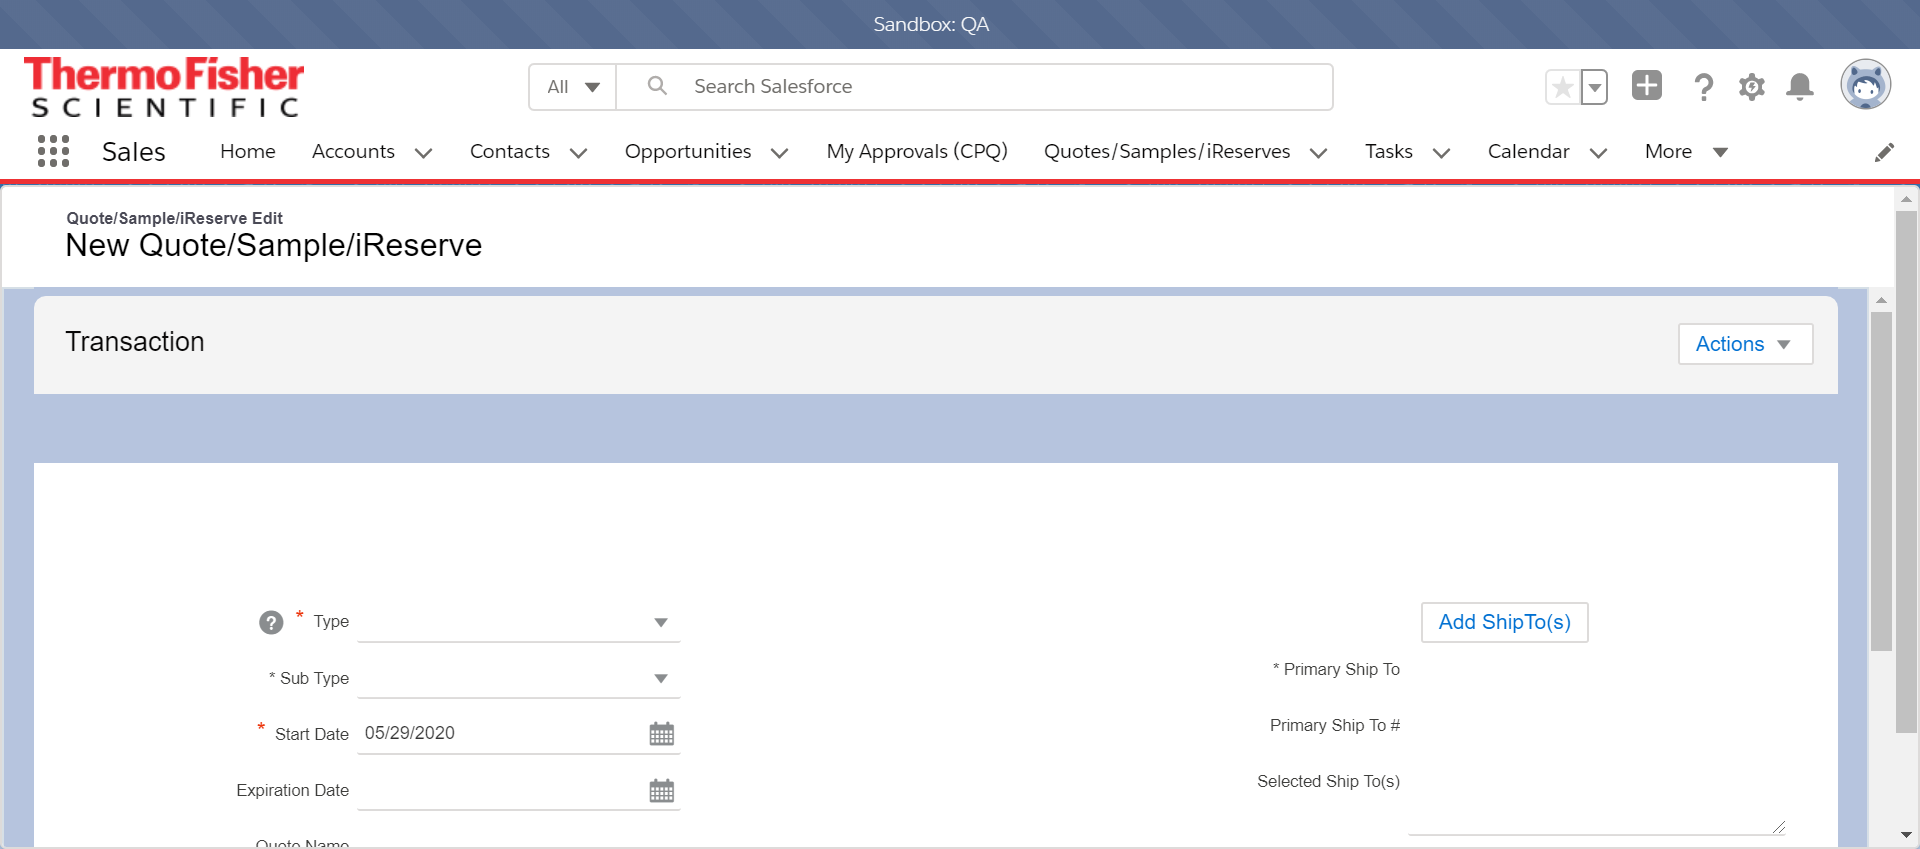 Sandbox: QA
ThermoFisher
SCIENTIFIC
All
Search Salesforce
Sales Home Accounts Contacts Opportunities My Approvals (CPQ) Quotes/Samples/iReserves Tasks Calendar More
Quote/Sample/iReserve Edit
New Quote/Sample/iReserve
Transaction
Actions
* Type
* Sub Type
* Start Date 05/29/2020
Expiration Date
Quote Name
Add ShipTo(s)
* Primary Ship To
Primary Ship To #
Selected Ship To(s)